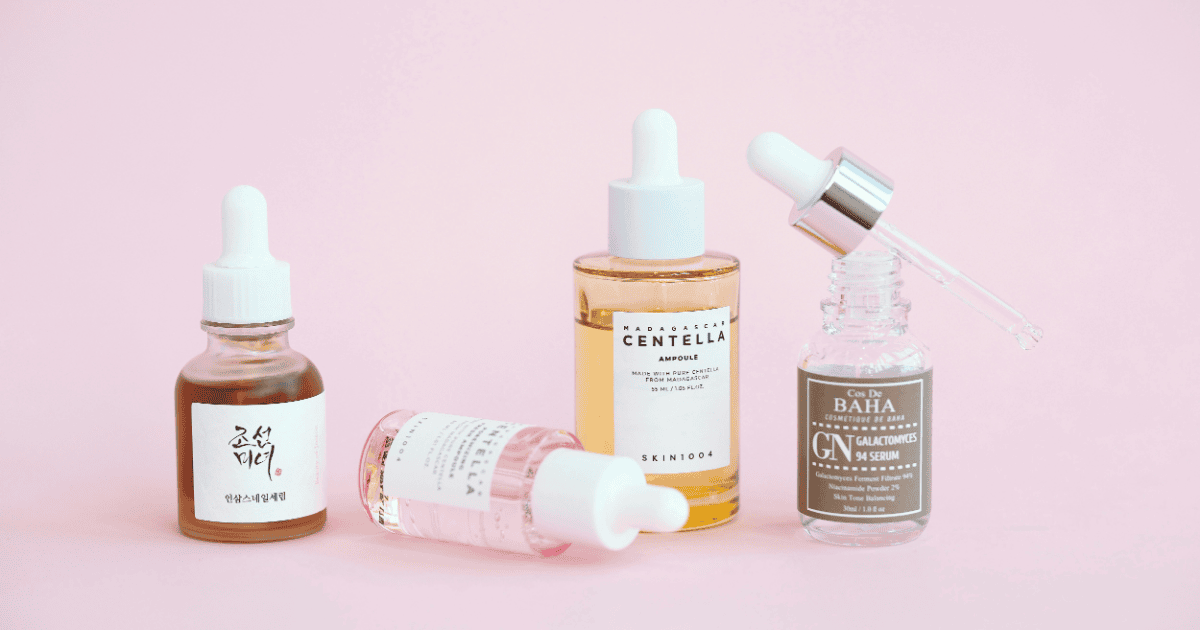 조선
미녀
인삼스네일세럼
CENTELLA
SKIN1004
MADAGASCAR
CENTELLA
AMPOULE
MADE WITH PURE CENTELLA
FROM MADAGASCAR
SKIN1004
Cos De
BAHA
COSMETIQUE DE BAHA
GN GALACTOMYCES
94 SERUM
Galactomyces Ferment Filtrate 94%
Niacinamide Powder 2%
Skin Tone Balancing
30ml / 1.0 fl oz